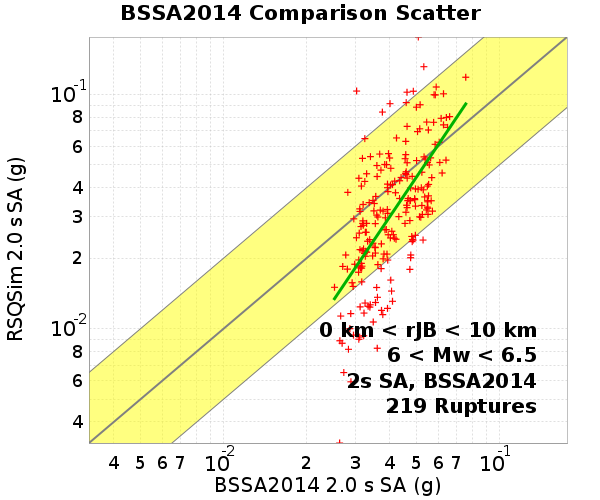 BSSA2014 Comparison Scatter
RSQSim 2.0 s SA (g)
10⁻¹
8
6
4
3
2
10⁻²
8
6
4
0 km < rJB < 10 km
6 < Mw < 6.5
2s SA, BSSA2014
219 Ruptures
4 5 6 7 10⁻² 2 3 4 5 6 7 10⁻¹
BSSA2014 2.0 s SA (g)